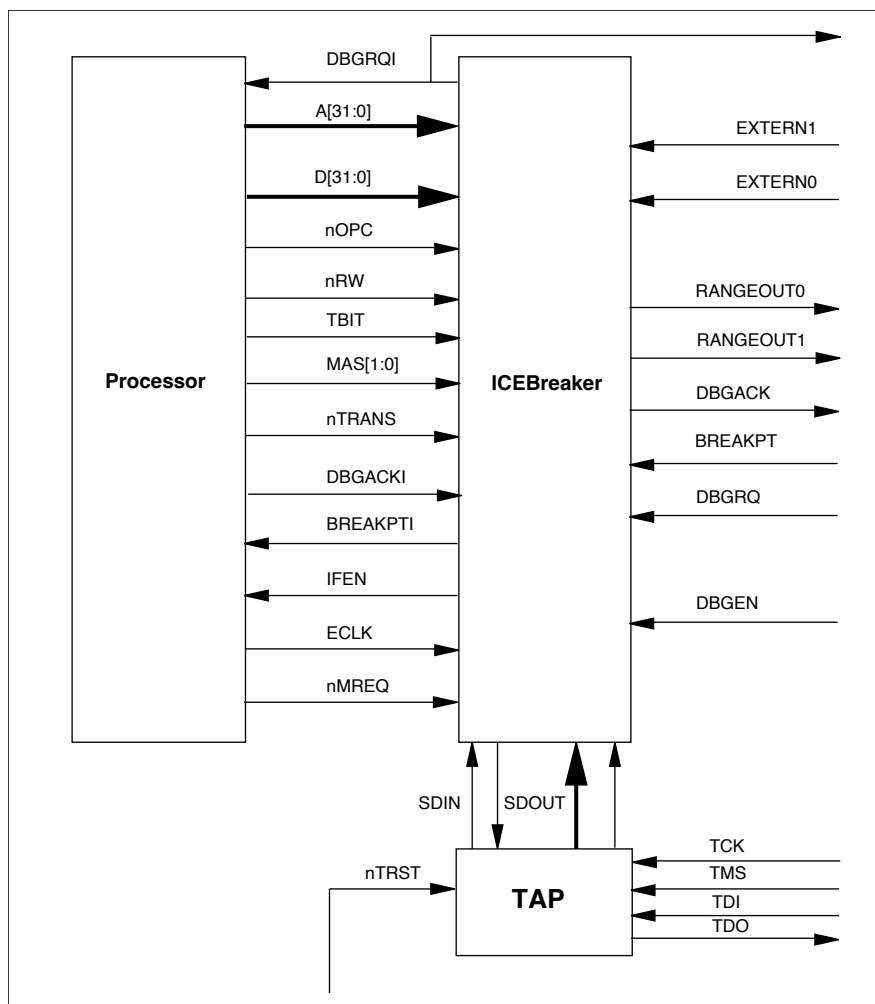 DBGRQI
A[31:0]
EXTERN1
D[31:0]
EXTERN0
nOPC
nRW
RANGEOUT0
TBIT
RANGEOUT1
MAS[1:0]
Processor
ICEBreaker
DBGACK
nTRANS
BREAKPT
DBGACKI
DBGRQ
BREAKPTI
IFEN
DBGEN
ECLK
nMREQ
SDIN
SDOUT
TCK
nTRST
TMS
TAP
TDI
TDO